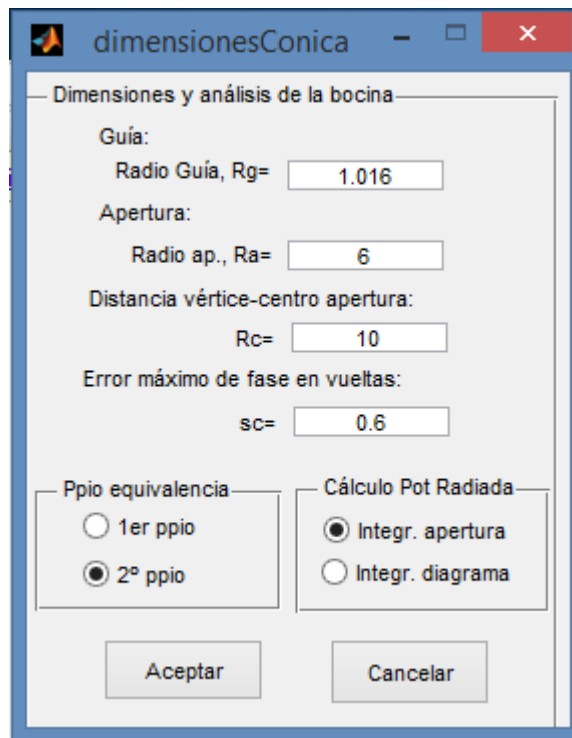 dimensionesConica
Dimensiones y análisis de la bocina
Guía:
Radio Guía, Rg= 1.016
Apertura:
Radio ap., Ra= 6
Distancia vértice-centro apertura:
Rc= 10
Error máximo de fase en vueltas:
sc= 0.6
Ppio equivalencia
1er ppio
2º ppio
Cálculo Pot Radiada
Integr. apertura
Integr. diagrama
Aceptar
Cancelar